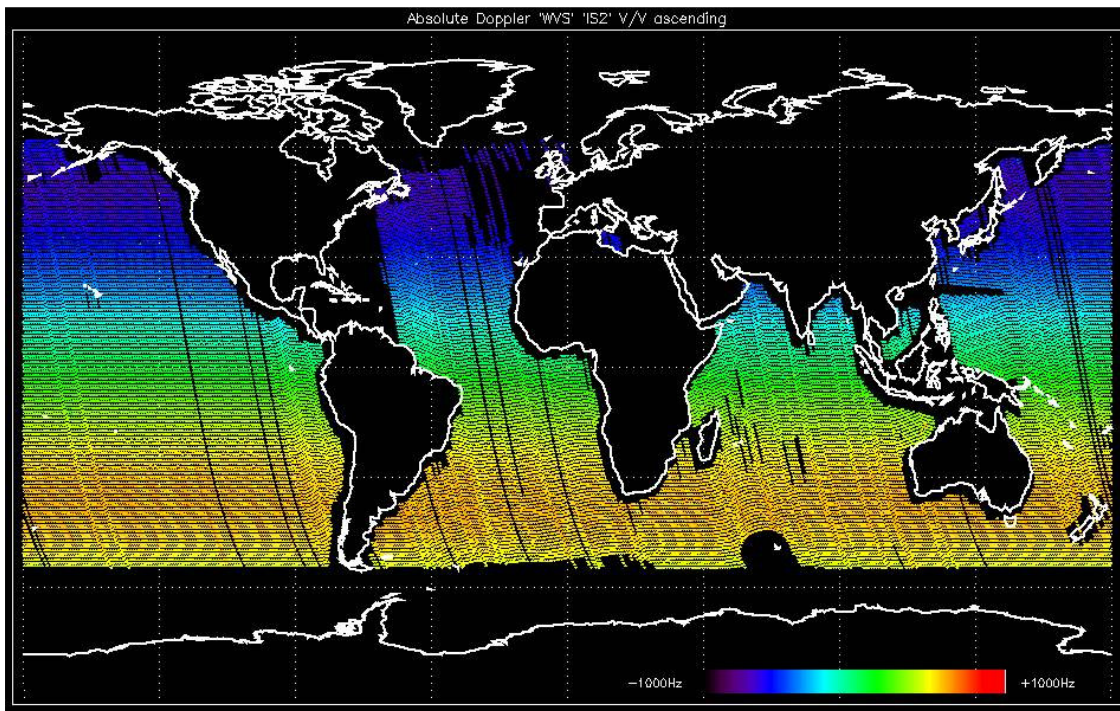 Absolute Doppler 'WVS' 'IS2' V/V ascending
-1000Hz
+1000Hz